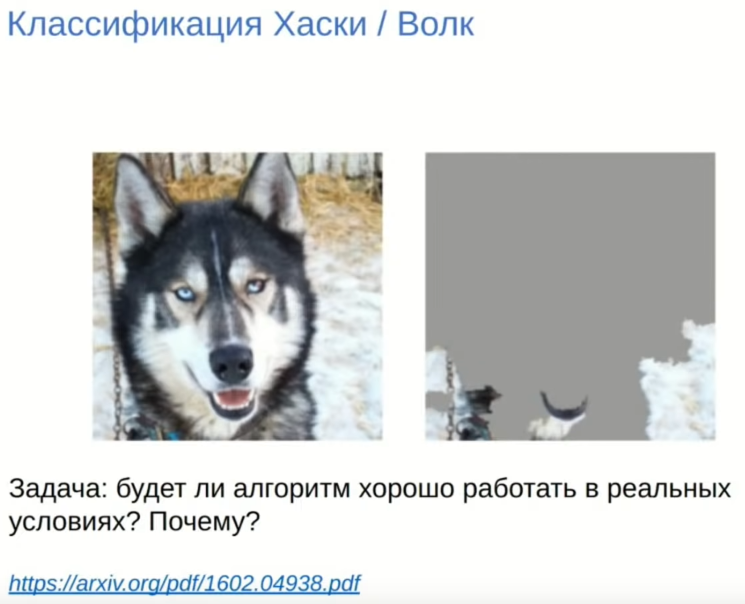 Классификация Хаски / Волк
Задача: будет ли алгоритм хорошо работать в реальных
условиях? Почему?
https://arxiv.org/pdf/1602.04938.pdf